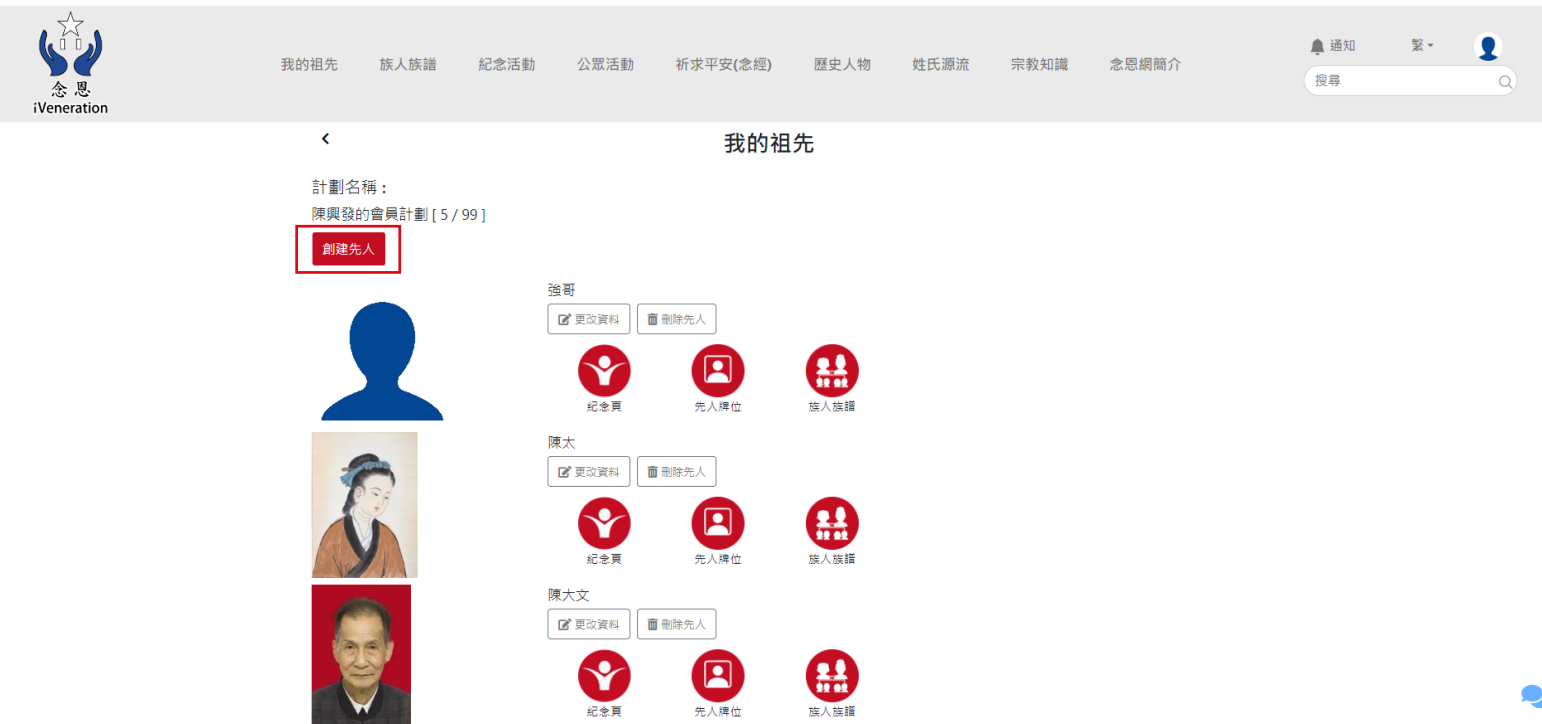 念恩
iVeneration
我的祖先 族人族譜 紀念活動 公眾活動 祈求平安(念經) 歷史人物 姓氏源流 宗教知識 念恩網簡介
通知 繁
搜尋
我的祖先
計劃名稱 :
陳興發的會員計劃 [ 5 / 99 ]
創建先人
強哥
更改資料 刪除先人
紀念頁 先人牌位 族人族譜
陳太
更改資料 刪除先人
紀念頁 先人牌位 族人族譜
陳大文
更改資料 刪除先人
紀念頁 先人牌位 族人族譜